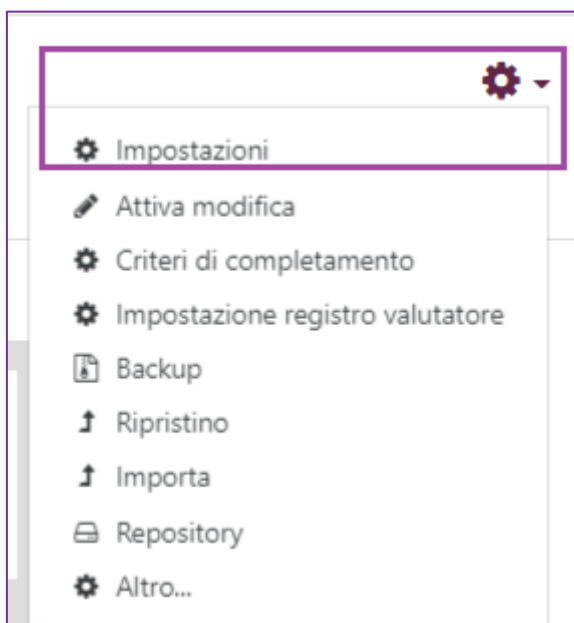 Impostazioni
Attiva modifica
Criteri di completamento
Impostazione registro valutatore
Backup
Ripristino
Importa
Repository
Altro...